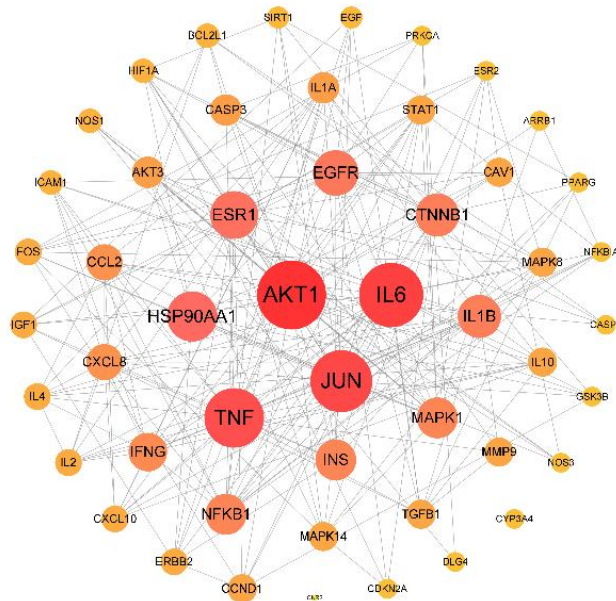 SIRT1
EGF
BCL2L1
PRKCA
HIF1A
IL1A
ESR2
CASP3
STAT1
NOS1
ARRB1
EGFR
AKT3
CAV1
ICAM1
PPARG
ESR1
CTNNB1
FOS
CCL2
MAPK8
NFKBIA
AKT1
IL6
HSP90AA1
IL1B
IGF1
CXCL8
IL10
JUN
IL4
GSK3B
TNF
MAPK1
IL2
IFNG
INS
MMP9
NOS3
CXCL10
NFKB1
TGFB1
CYP3A4
MAPK14
ERBB2
DLG4
CCND1
CDKN2A